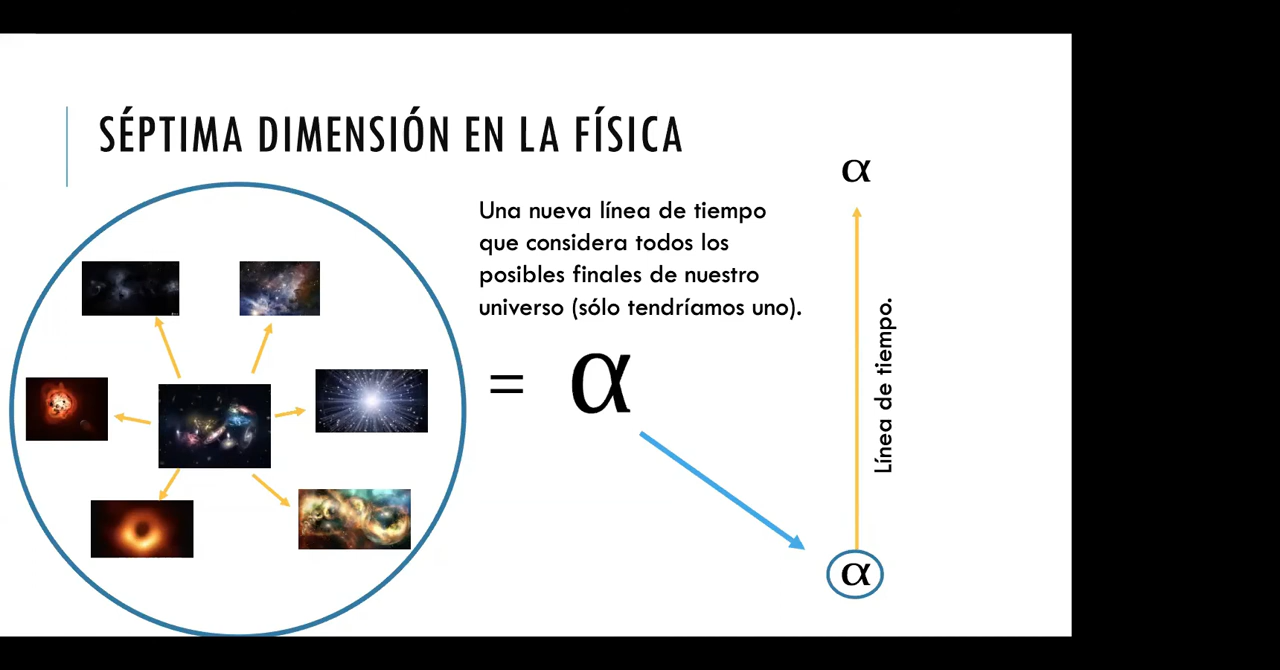 SÉPTIMA DIMENSIÓN EN LA FÍSICA
α
Una nueva línea de tiempo
que considera todos los
posibles finales de nuestro
universo (sólo tendríamos uno).
= α
Línea de tiempo.
α